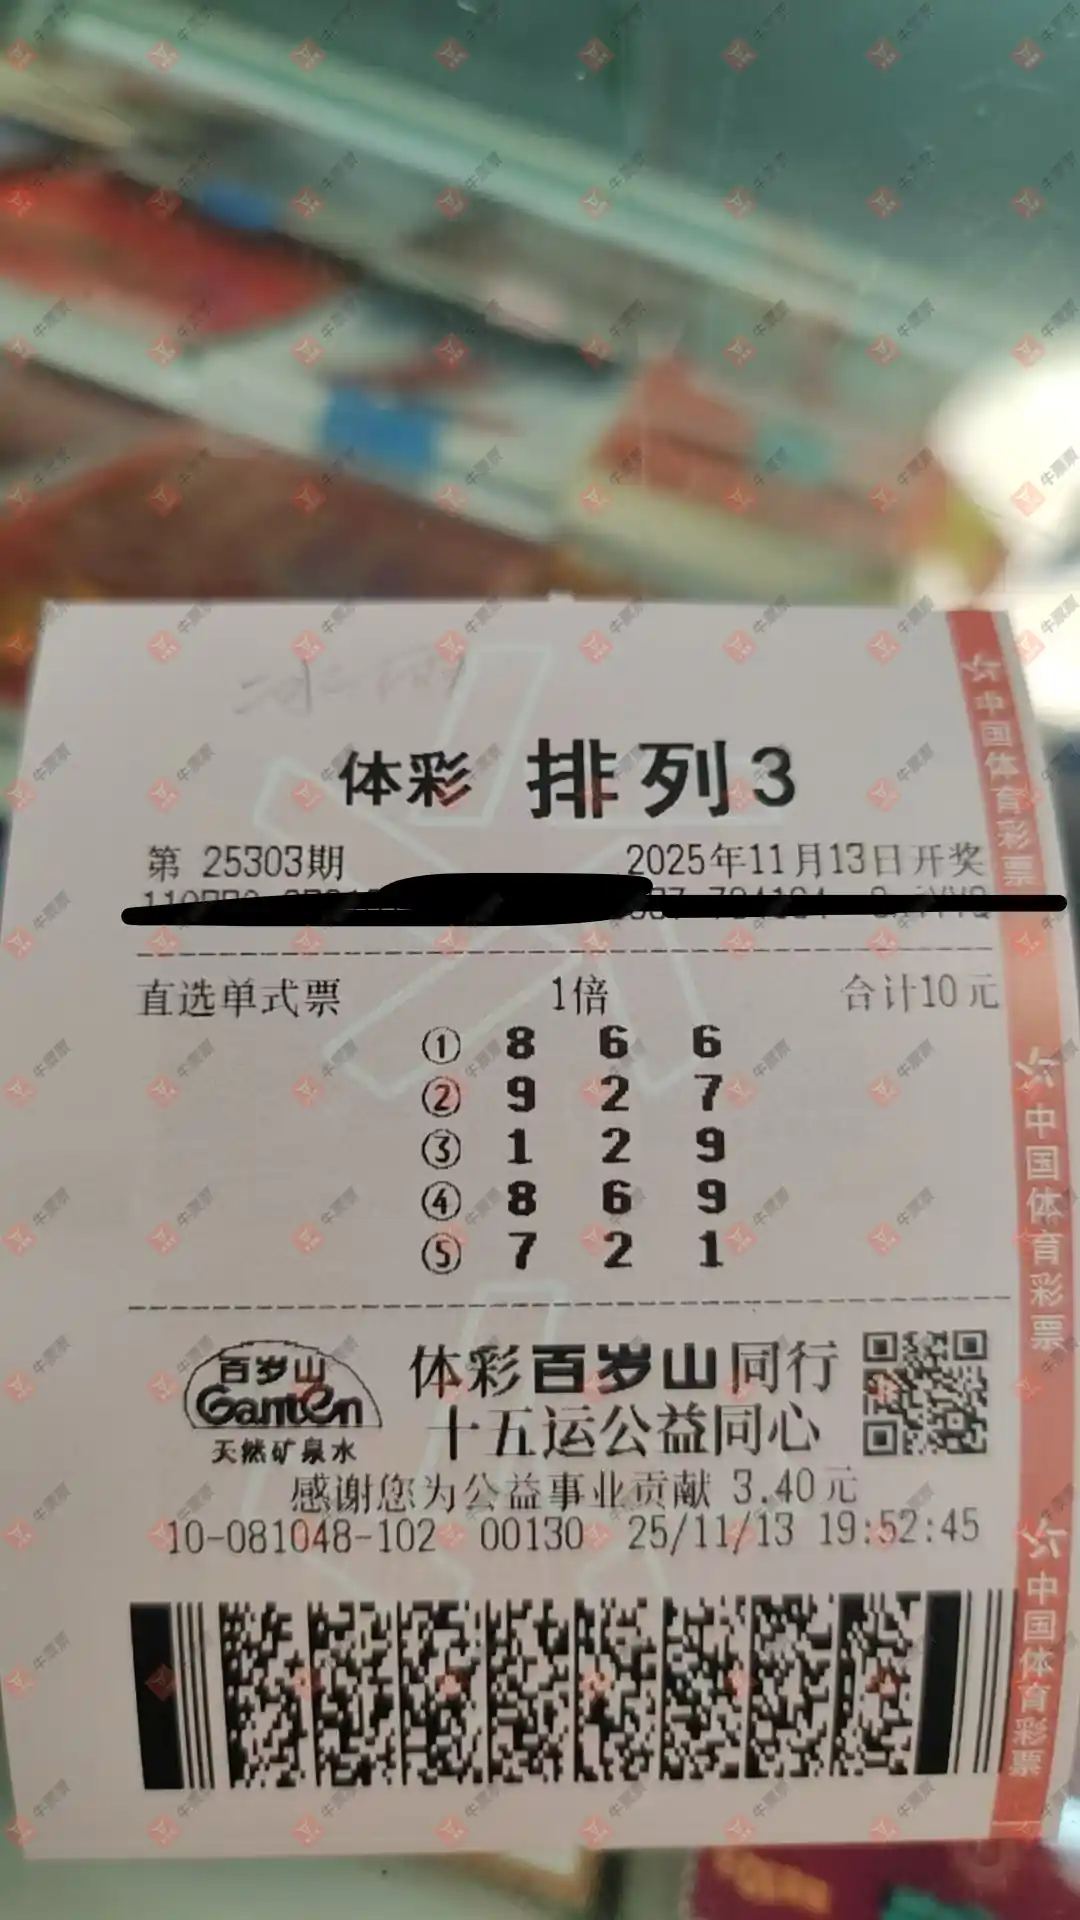 体彩 排列3
第 25303期 2025年11月13日开奖
直选单式票 1倍 合计10元
① 8 6 6
② 9 2 7
③ 1 2 9
④ 8 6 9
⑤ 7 2 1
百岁山
Ganten
天然矿泉水
体彩百岁山同行
十五运公益同心
感谢您为公益事业贡献 3.40元
10-081048-102 00130 25/11/13 19:52:45
中国体育彩票
中国体育彩票
中国体育彩票
牛票票